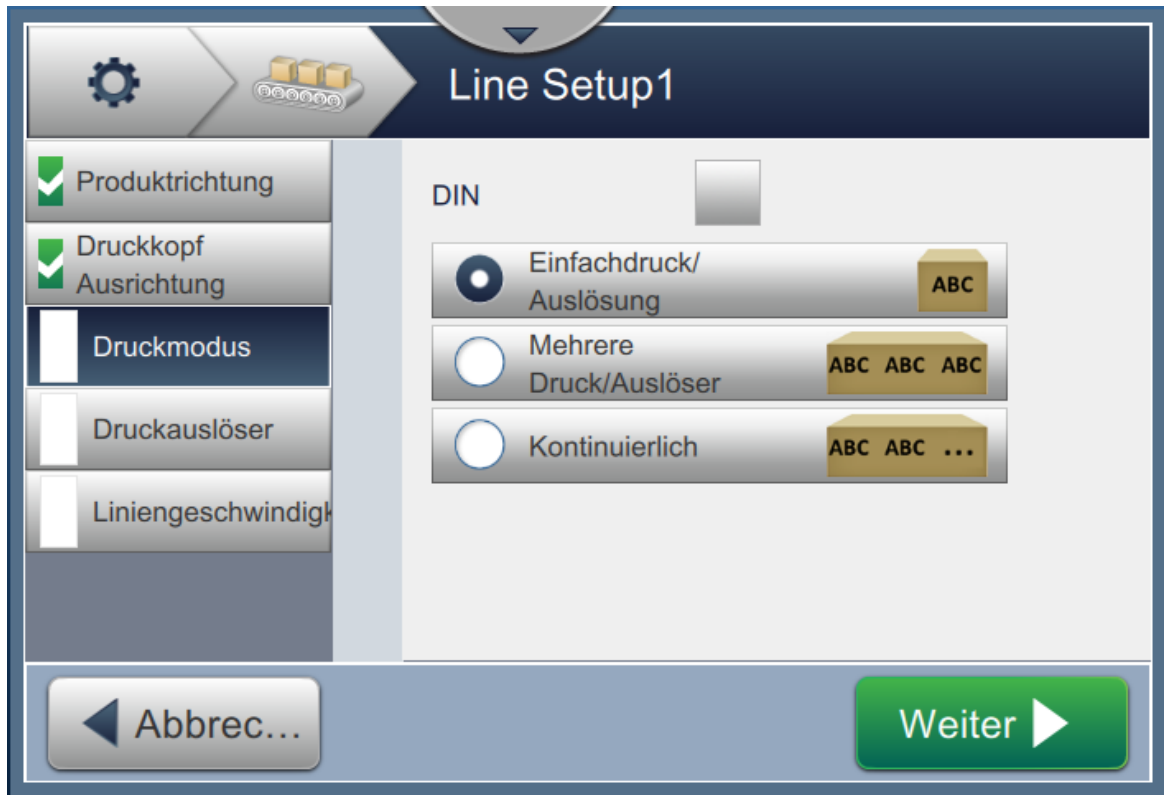 Line Setup1
Produktrichtung
Druckkopf
Ausrichtung
Druckmodus
Druckauslöser
Liniengeschwindigk
DIN
Einfachdruck/
Auslösung
ABC
Mehrere
Druck/Auslöser
ABC ABC ABC
Kontinuierlich
ABC ABC ...
Abbrec...
Weiter